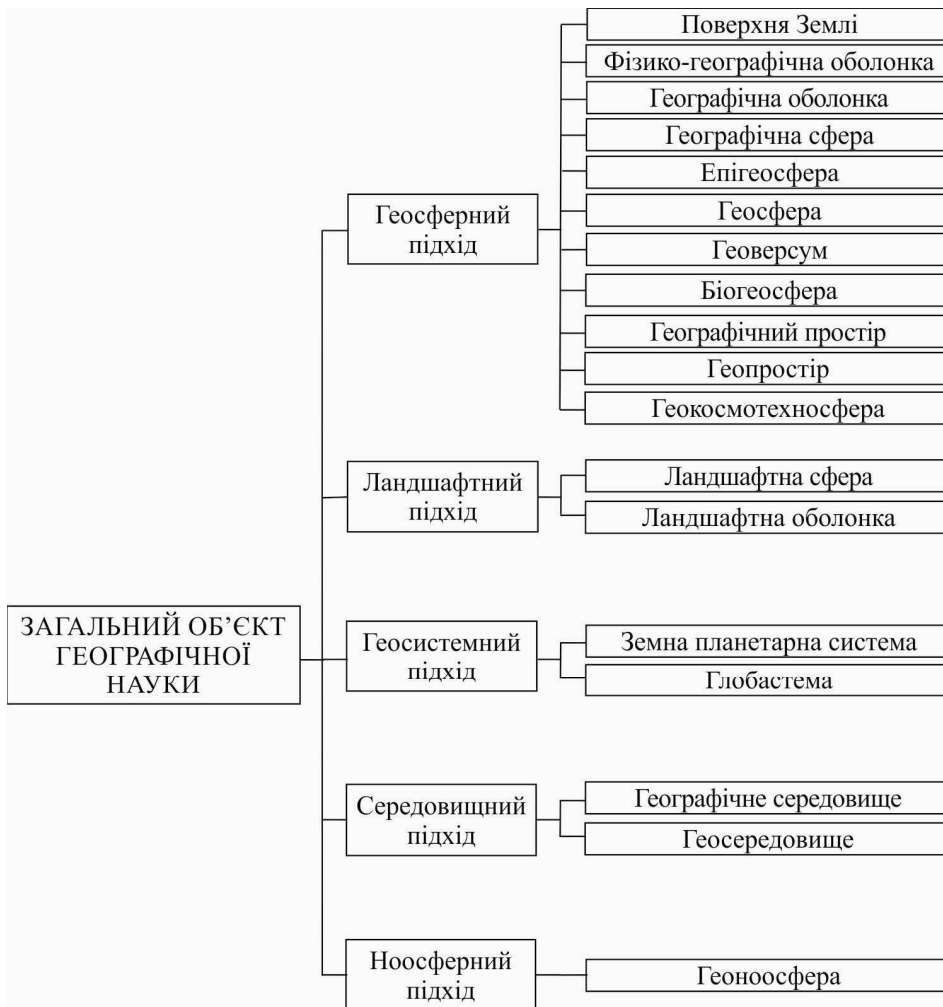 Поверхня Землі
Фізико-географічна оболонка
Географічна оболонка
Географічна сфера
Епігеосфера
Геосферний
підхід
Геосфера
Геоверсум
Біогеосфера
Географічний простір
Геопростір
Геокосмотехносфера
Ландшафтний
підхід
Ландшафтна сфера
Ландшафтна оболонка
ЗАГАЛЬНИЙ ОБ’ЄКТ
ГЕОГРАФІЧНОЇ
НАУКИ
Геосистемний
підхід
Земна планетарна система
Глобастема
Середовищний
підхід
Географічне середовище
Геосередовище
Ноосферний
підхід
Геоноосфера